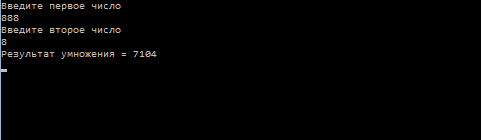 Введите первое число
888
Введите второе число
8
Результат умножения = 7104